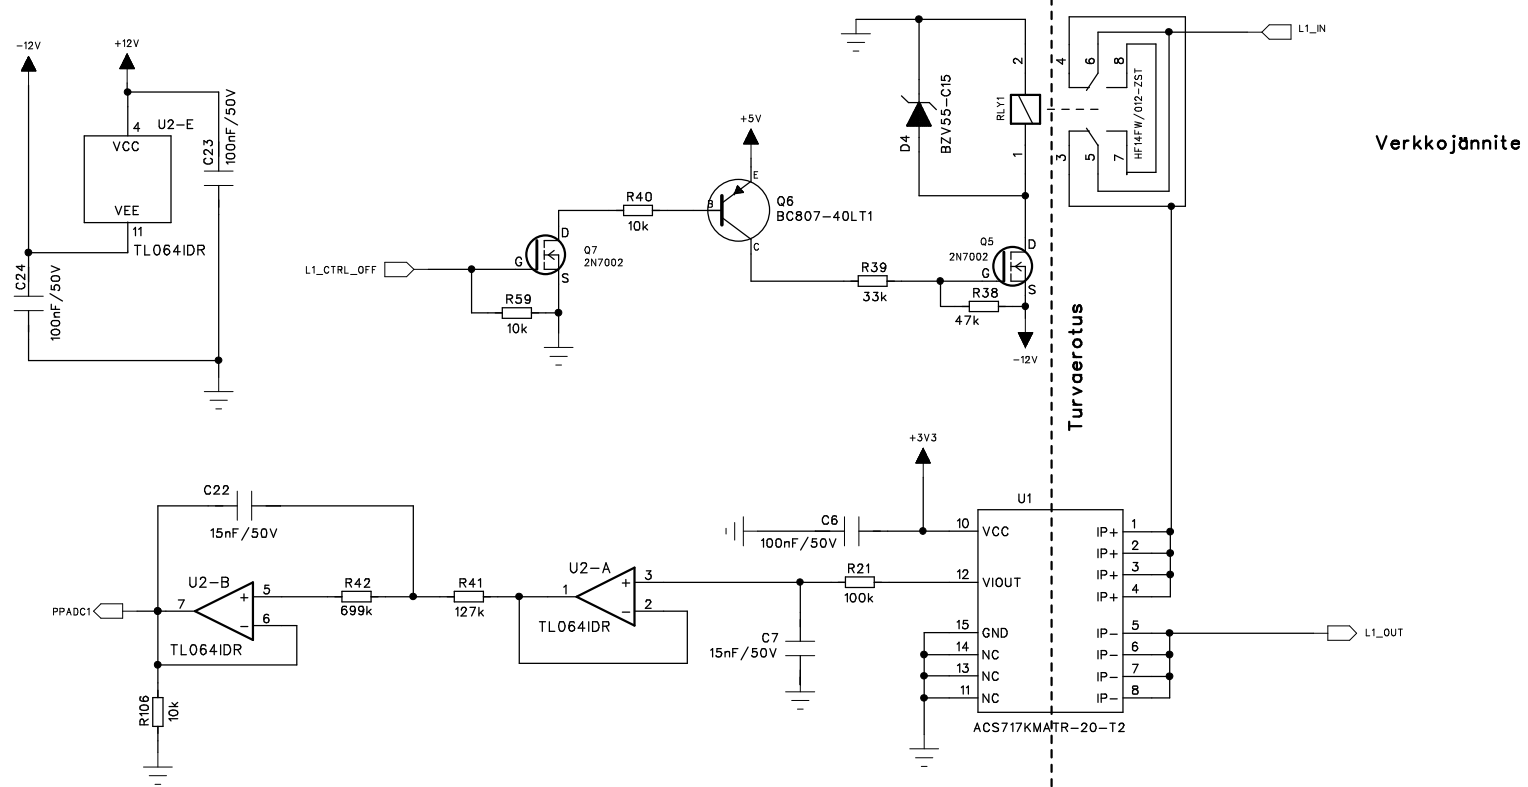 -12V
+12V
4
U2-E
VCC
VEE
11
TL064IDR
C23
100nF/50V
C24
100nF/50V
L1_CTRL_OFF
G
D
S
Q7
2N7002
R59
10k
R40
10k
+5V
B
E
C
Q6
BC807-40LT1
R39
33k
D4
BZV55-C15
2
RLY1
1
Q5
2N7002
G
D
S
R38
47k
-12V
4
6
8
3
5
7
HF14FW/012-ZST
L1_IN
Verkkojännite
Turvaerotus
C22
15nF/50V
U2-B
7
5
6
+
-
TL064IDR
PPADC1
R106
10k
R42
699k
R41
127k
U2-A
1
3
2
+
-
TL064IDR
C7
15nF/50V
R21
100k
C6
100nF/50V
+3V3
U1
10
VCC
12
VIOUT
15
GND
14
NC
13
NC
11
NC
IP+
1
IP+
2
IP+
3
IP+
4
IP-
5
IP-
6
IP-
7
IP-
8
ACS717KMATR-20-T2
L1_OUT